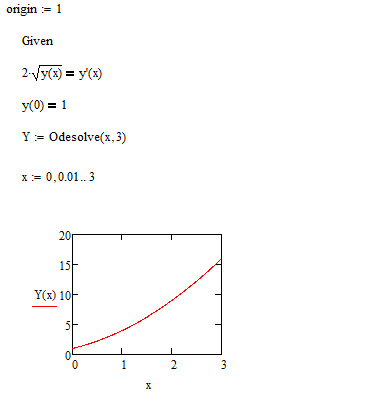 origin := 1
Given
2·√y(x) = y'(x)
y(0) = 1
Y := Odesolve(x,3)
x := 0,0.01..3
20
15
Y(x) 10
5
0
0 1 2 3
x